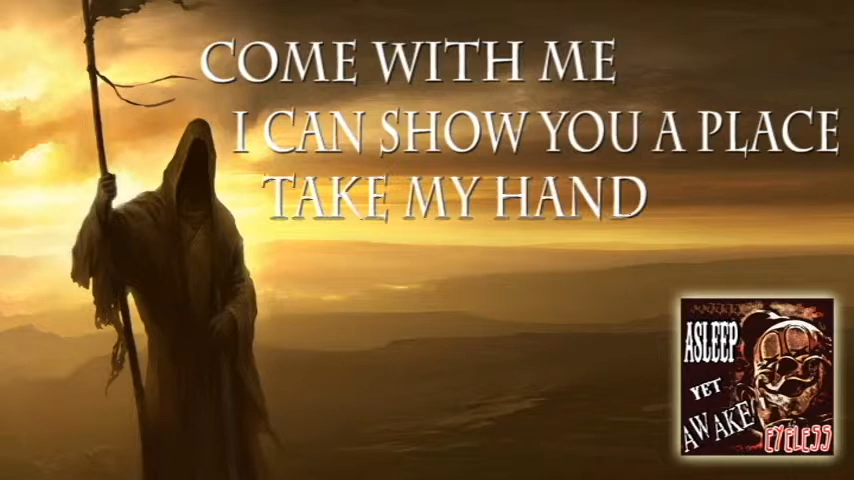 COME WITH ME
I CAN SHOW YOU A PLACE
TAKE MY HAND
ASLEEP
YET
AWAKE
EYELESS